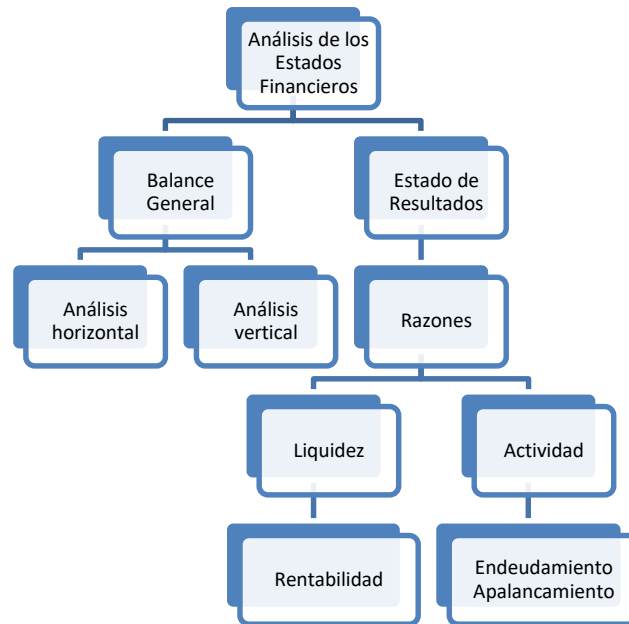 Análisis de los
Estados
Financieros
Balance
General
Estado de
Resultados
Análisis
horizontal
Análisis
vertical
Razones
Liquidez
Actividad
Rentabilidad
Endeudamiento
Apalancamiento